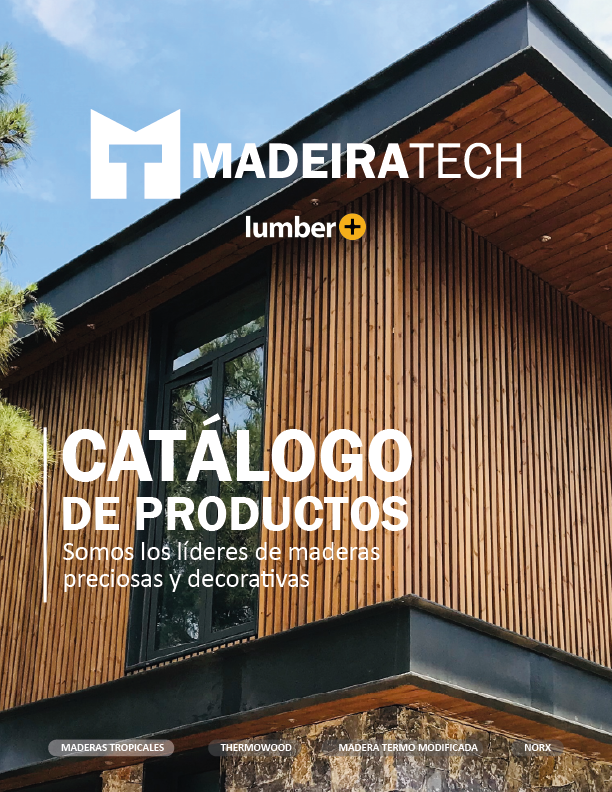 MADEIRATECH
lumber+
CATÁLOGO
DE PRODUCTOS
Somos los líderes de maderas
preciosas y decorativas
MADERAS TROPICALES THERMOWOOD MADERA TERMO MODIFICADA NORX